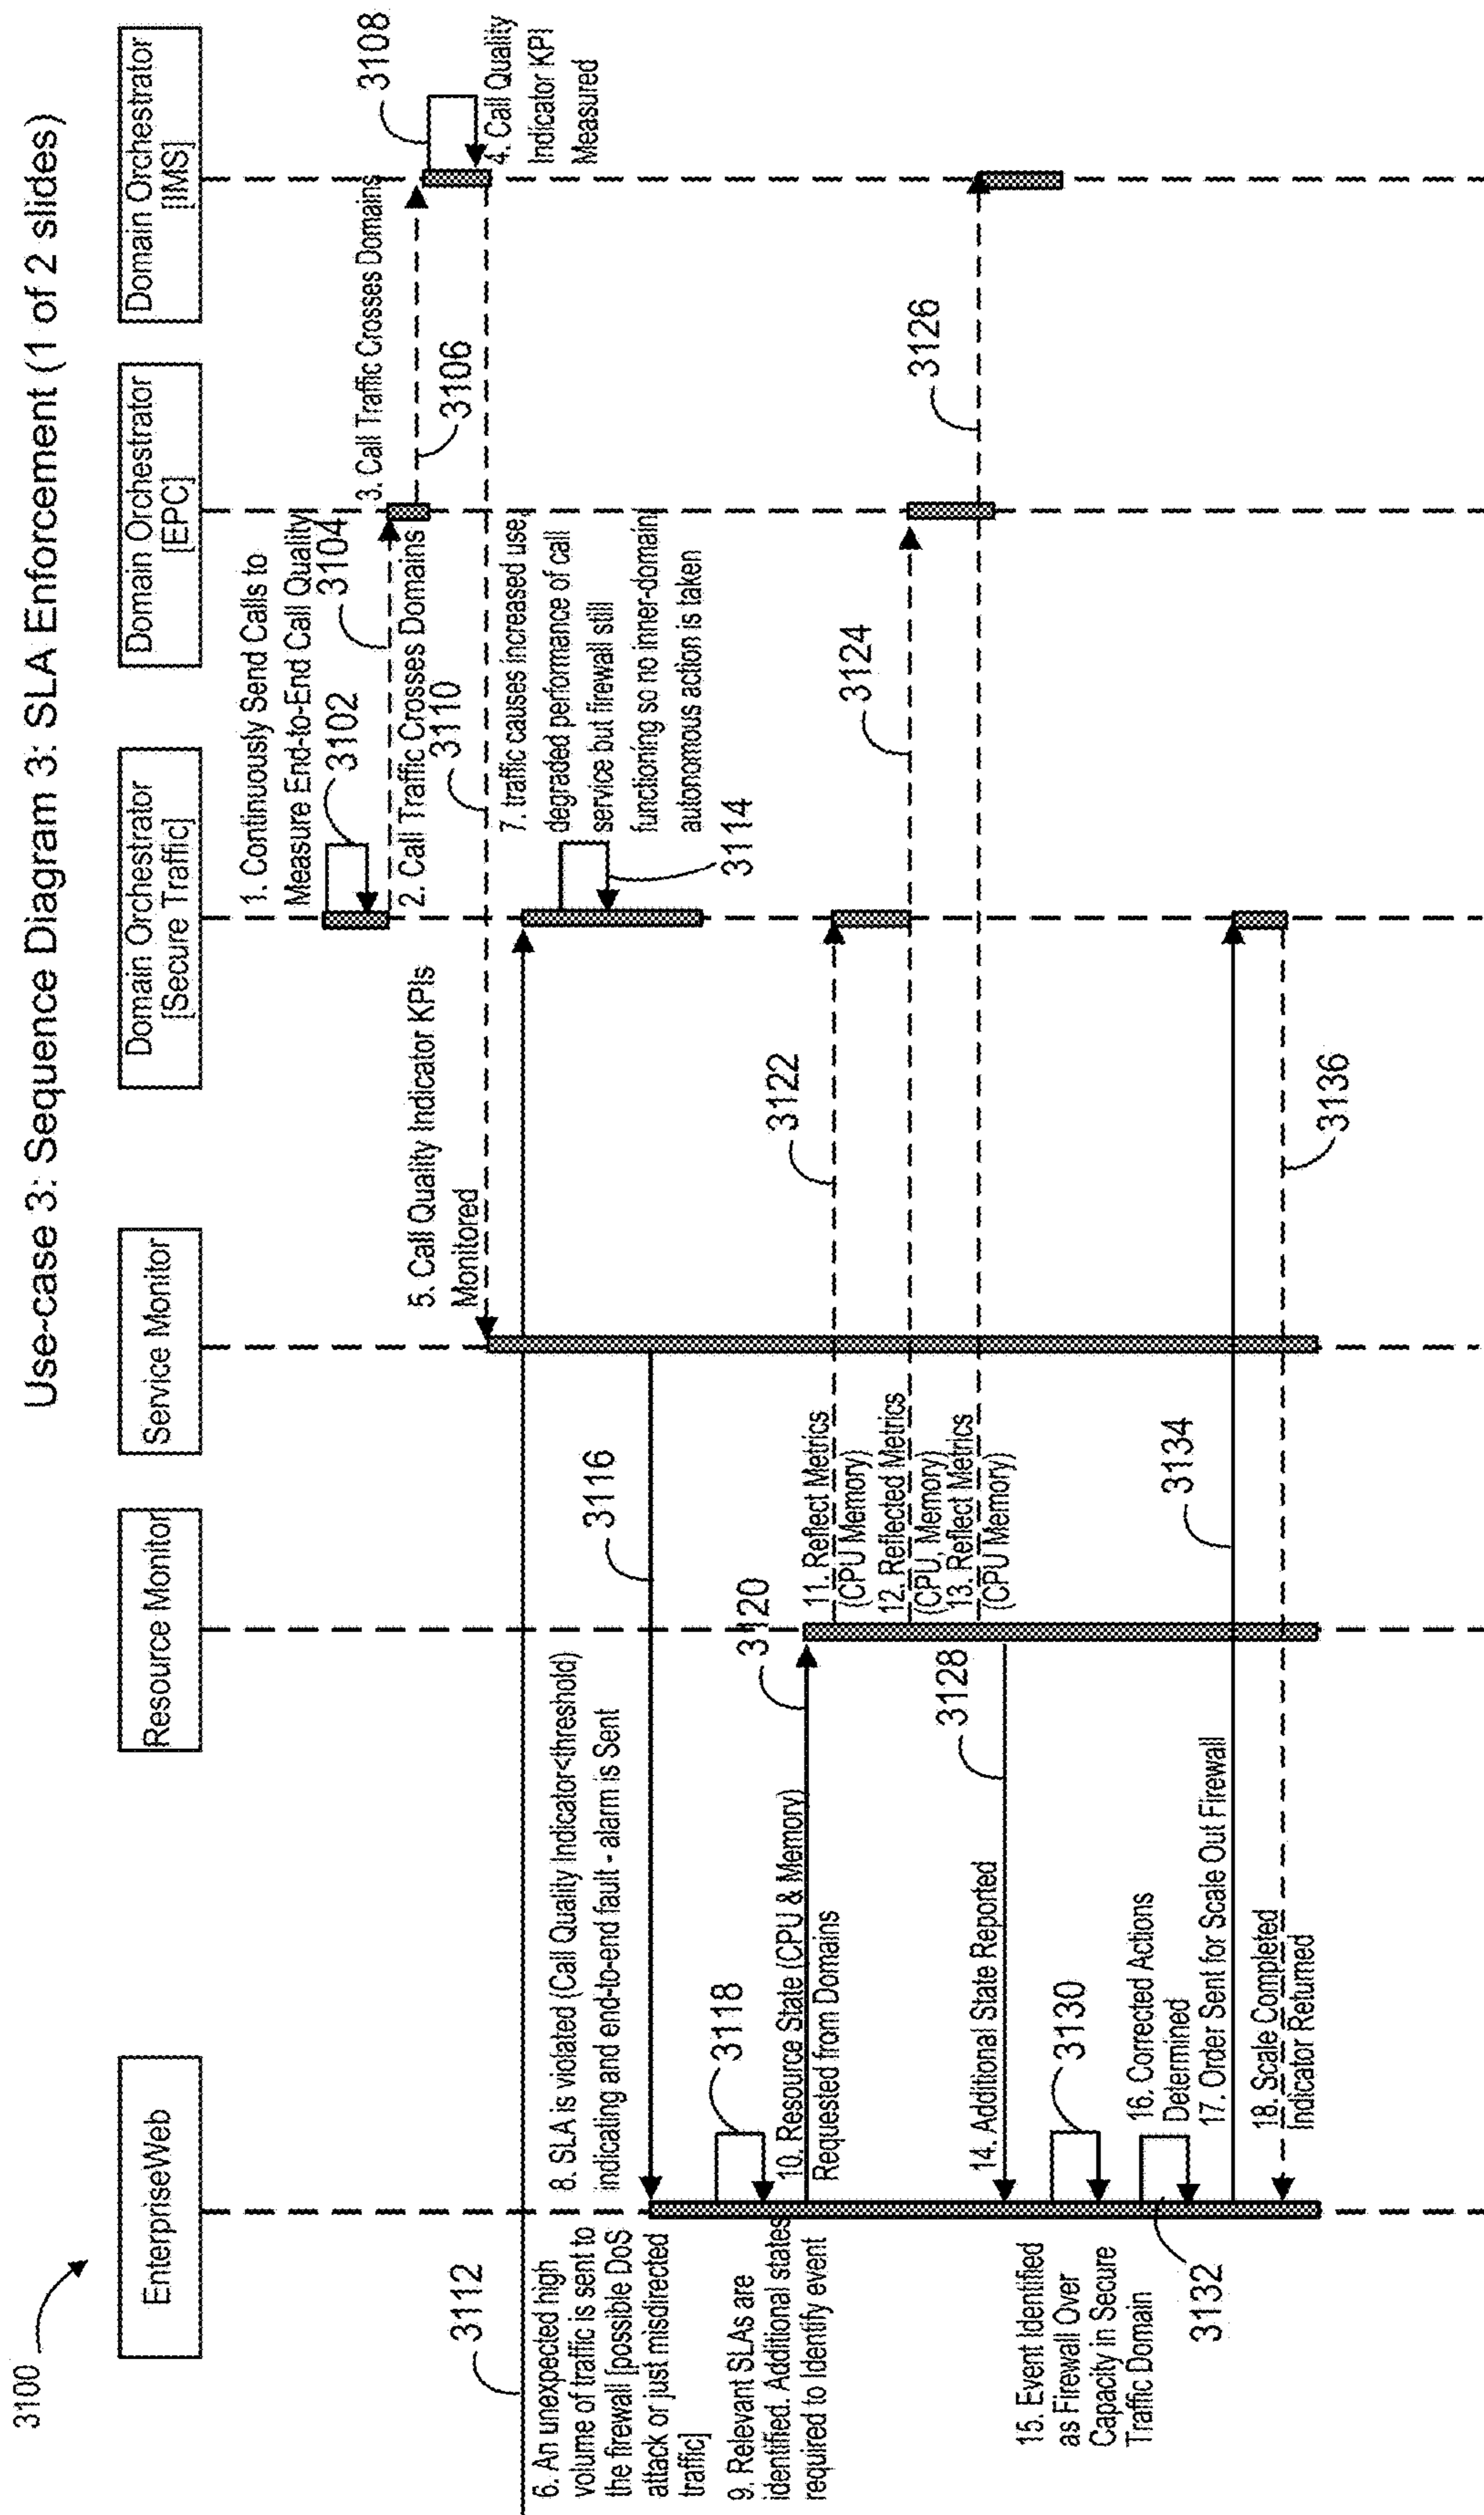 3100
Use-case 3: Sequence Diagram 3: SLA Enforcement (1 of 2 slides)
EnterpriseWeb
Resource Monitor
Service Monitor
Domain Orchestrator
[Secure Traffic]
Domain Orchestrator
[EPC]
Domain Orchestrator
[IMS]
1. Continuously Send Calls to
Measure End-to-End Call Quality
3102
3104
2. Call Traffic Crosses Domains
3. Call Traffic Crosses Domains
3106
3108
4. Call Quality
Indicator KPI
Measured
3110
5. Call Quality Indicator KPIs
Monitored
3112
6. An unexpected high
volume of traffic is sent to
the firewall [possible DoS
attack or just misdirected
traffic]
7. traffic causes increased use,
degraded performance of call
service but firewall still
functioning so no inner-domain
autonomous action is taken
3114
3116
8. SLA is violated (Call Quality Indicator<threshold)
indicating and end-to-end fault - alarm is Sent
3118
9. Relevant SLAs are
identified. Additional states
required to Identify event
3120
10. Resource State (CPU & Memory)
Requested from Domains
3122
11. Reflect Metrics
(CPU Memory)
3124
12. Reflected Metrics
(CPU, Memory)
3126
13. Reflect Metrics
(CPU Memory)
3128
14. Additional State Reported
3130
15. Event Identified
as Firewall Over
Capacity in Secure
Traffic Domain
3132
16. Corrected Actions
Determined
3134
17. Order Sent for Scale Out Firewall
3136
18. Scale Completed
Indicator Returned